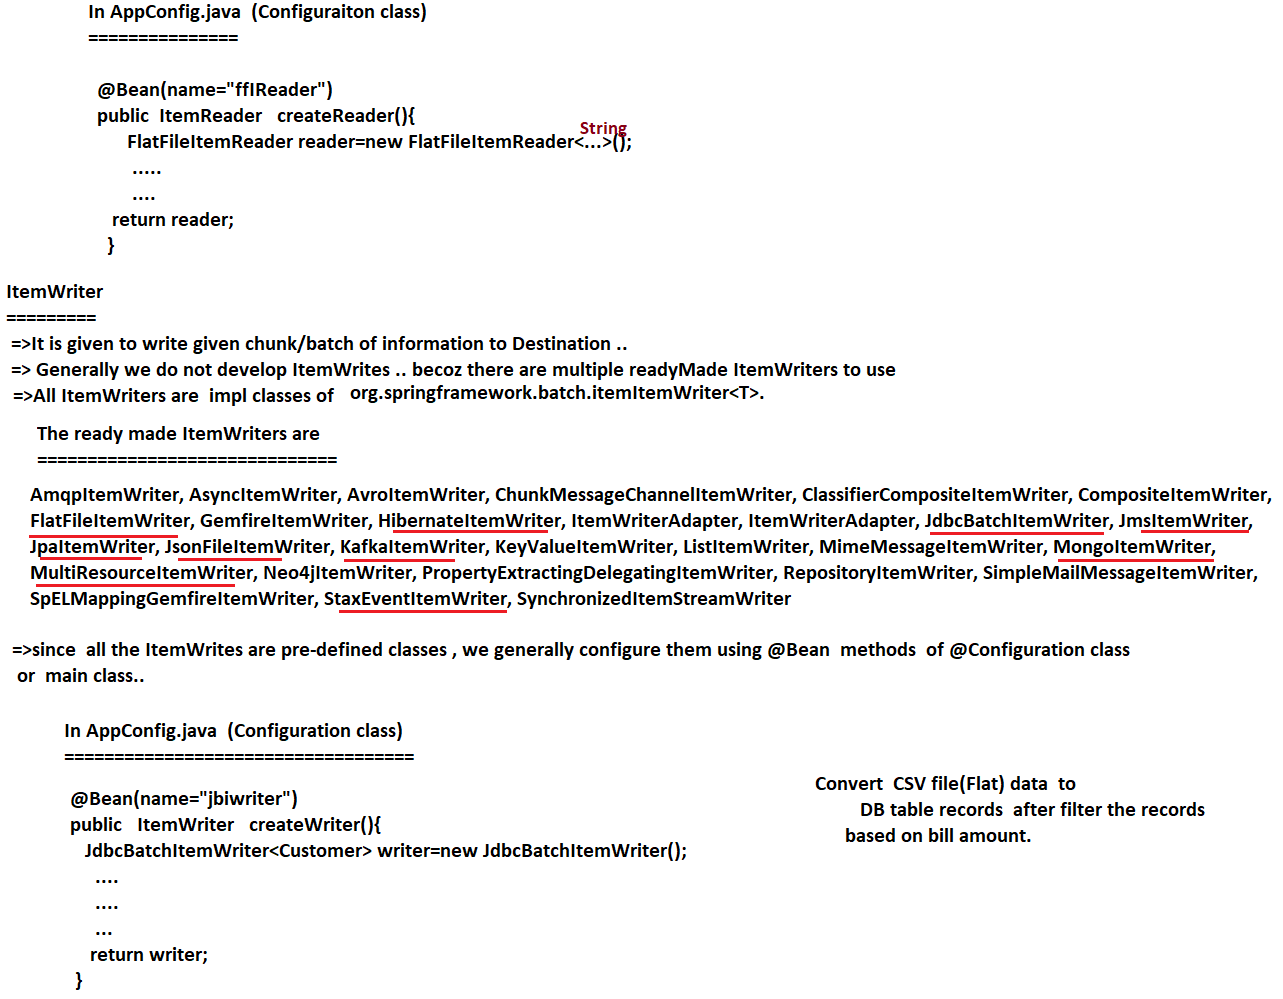 In AppConfig.java  (Configuraiton class)
===============
@Bean(name="ffIReader")
public  ItemReader   createReader(){
String
FlatFileItemReader reader=new FlatFileItemReader<...>();
.....
....
return reader;
}
ItemWriter
=========
=>It is given to write given chunk/batch of information to Destination ..
=> Generally we do not develop ItemWrites .. becoz there are multiple readyMade ItemWriters to use
=>All ItemWriters are  impl classes of   org.springframework.batch.itemItemWriter<T>.
The ready made ItemWriters are
==============================
AmqpItemWriter, AsyncItemWriter, AvroItemWriter, ChunkMessageChannelItemWriter, ClassifierCompositeItemWriter, CompositeItemWriter,
FlatFileItemWriter, GemfireItemWriter, HibernateItemWriter, ItemWriterAdapter, ItemWriterAdapter, JdbcBatchItemWriter, JmsItemWriter,
JpaItemWriter, JsonFileItemWriter, KafkaItemWriter, KeyValueItemWriter, ListItemWriter, MimeMessageItemWriter, MongoItemWriter,
MultiResourceItemWriter, Neo4jItemWriter, PropertyExtractingDelegatingItemWriter, RepositoryItemWriter, SimpleMailMessageItemWriter,
SpELMappingGemfireItemWriter, StaxEventItemWriter, SynchronizedItemStreamWriter
=>since  all the ItemWrites are pre-defined classes , we generally configure them using @Bean  methods  of @Configuration class
or  main class..
In AppConfig.java  (Configuration class)
===================================
@Bean(name="jbiwriter")
public   ItemWriter   createWriter(){
JdbcBatchItemWriter<Customer> writer=new JdbcBatchItemWriter();
....
....
...
return writer;
}
Convert  CSV file(Flat) data  to
DB table records  after filter the records
based on bill amount.